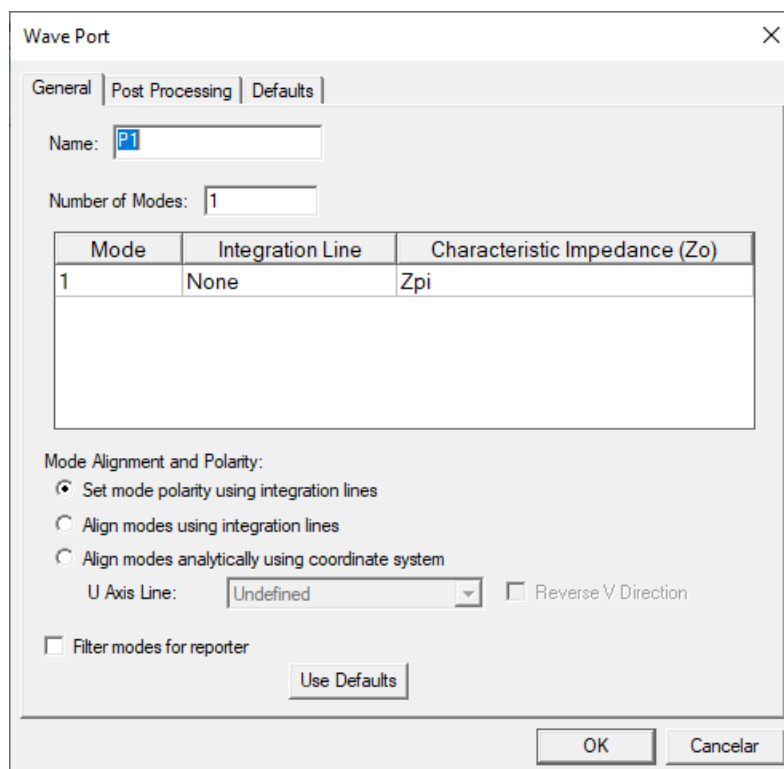 Wave Port
General Post Processing Defaults
Name: P1
Number of Modes: 1
Mode Integration Line Characteristic Impedance (Zo)
1 None Zpi
Mode Alignment and Polarity:
Set mode polarity using integration lines
Align modes using integration lines
Align modes analytically using coordinate system
U Axis Line: Undefined Reverse V Direction
Filter modes for reporter
Use Defaults
OK Cancelar